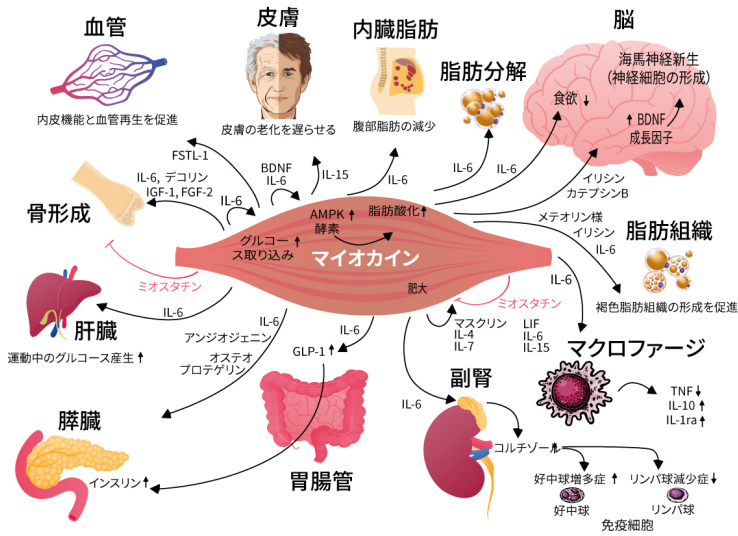 血管
内皮機能と血管再生を促進
皮膚
皮膚の老化を遅らせる
内臓脂肪
腹部脂肪の減少
脂肪分解
脳
海馬神経新生
（神経細胞の形成）
食欲
BDNF
成長因子
FSTL-1
IL-6, デコリン
IGF-1, FGF-2
IL-6
BDNF
IL-6
IL-15
IL-6
IL-6
IL-6
イリシン
カテプシンB
メテオリン様
イリシン
IL-6
骨形成
ミオスタチン
AMPK
酵素
脂肪酸化
グルコー
ス取り込み
マイオカイン
肥大
ミオスタチン
脂肪組織
褐色脂肪組織の形成を促進
肝臓
運動中のグルコース産生
IL-6
IL-6
アンジオジェニン
オステオ
プロテゲリン
IL-6
GLP-1
マスクリン
IL-4
IL-7
LIF
IL-6
IL-15
IL-6
マクロファージ
TNF
IL-10
IL-1ra
膵臓
インスリン
胃腸管
IL-6
副腎
コルチゾール
好中球増多症
好中球
リンパ球減少症
リンパ球
免疫細胞